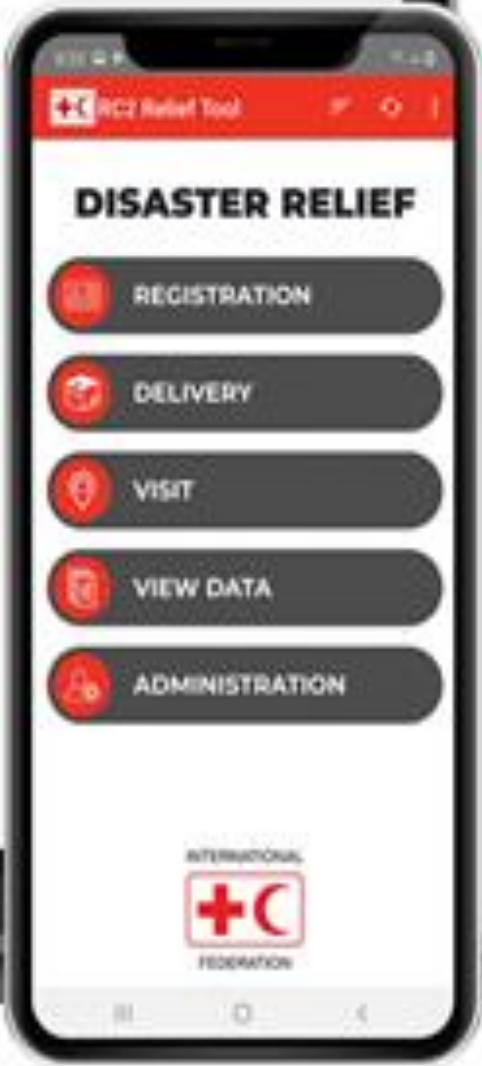 RC2 Relief Tool
DISASTER RELIEF
REGISTRATION
DELIVERY
VISIT
VIEW DATA
ADMINISTRATION
INTERNATIONAL
FEDERATION